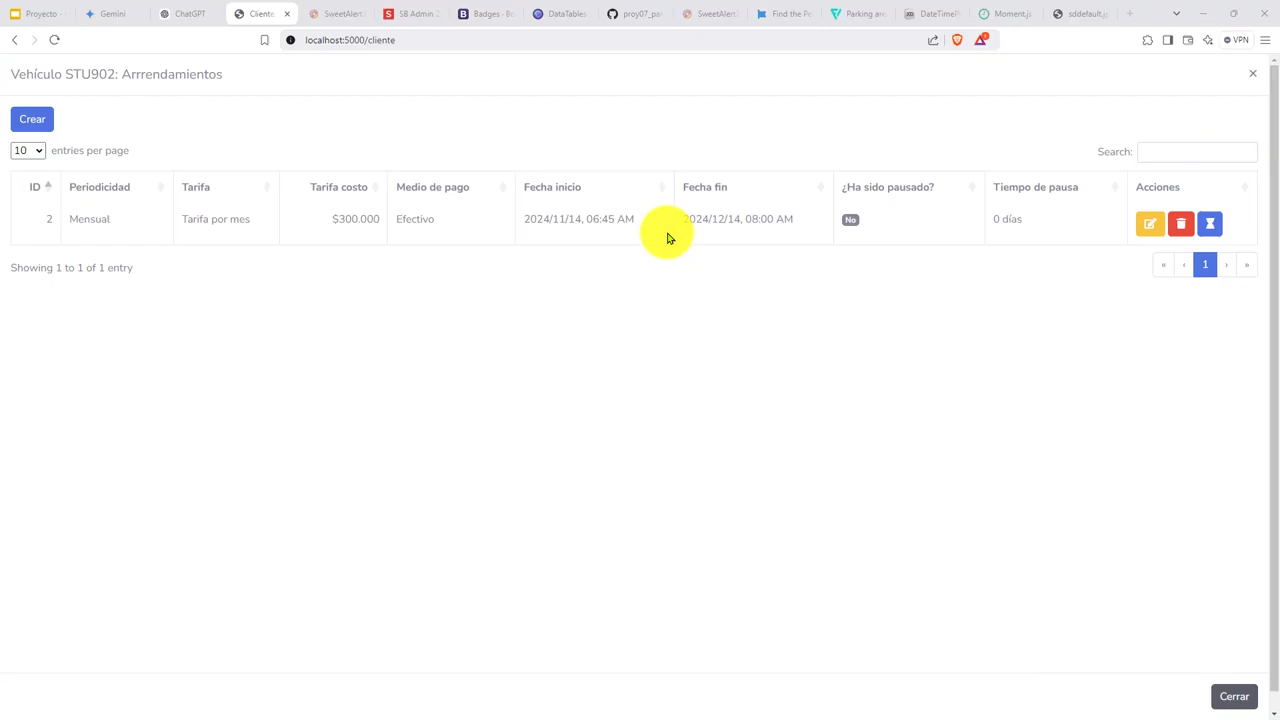 Proyecto -
Gemini
ChatGPT
Cliente
SweetAlert
SB Admin 2
Badges - Bo
DataTables
proy07_pa
SweetAlert
Find the Pe
Parking are
DateTimeP
Moment.js
sddefault.j
localhost:5000/cliente
VPN
Vehículo STU902: Arrrendamientos
×
Crear
10 entries per page
Search:
ID Periodicidad Tarifa Tarifa costo Medio de pago Fecha inicio Fecha fin ¿Ha sido pausado? Tiempo de pausa Acciones
2 Mensual Tarifa por mes $300.000 Efectivo 2024/11/14, 06:45 AM 2024/12/14, 08:00 AM No 0 días
Showing 1 to 1 of 1 entry
« ‹ 1 › »
Cerrar